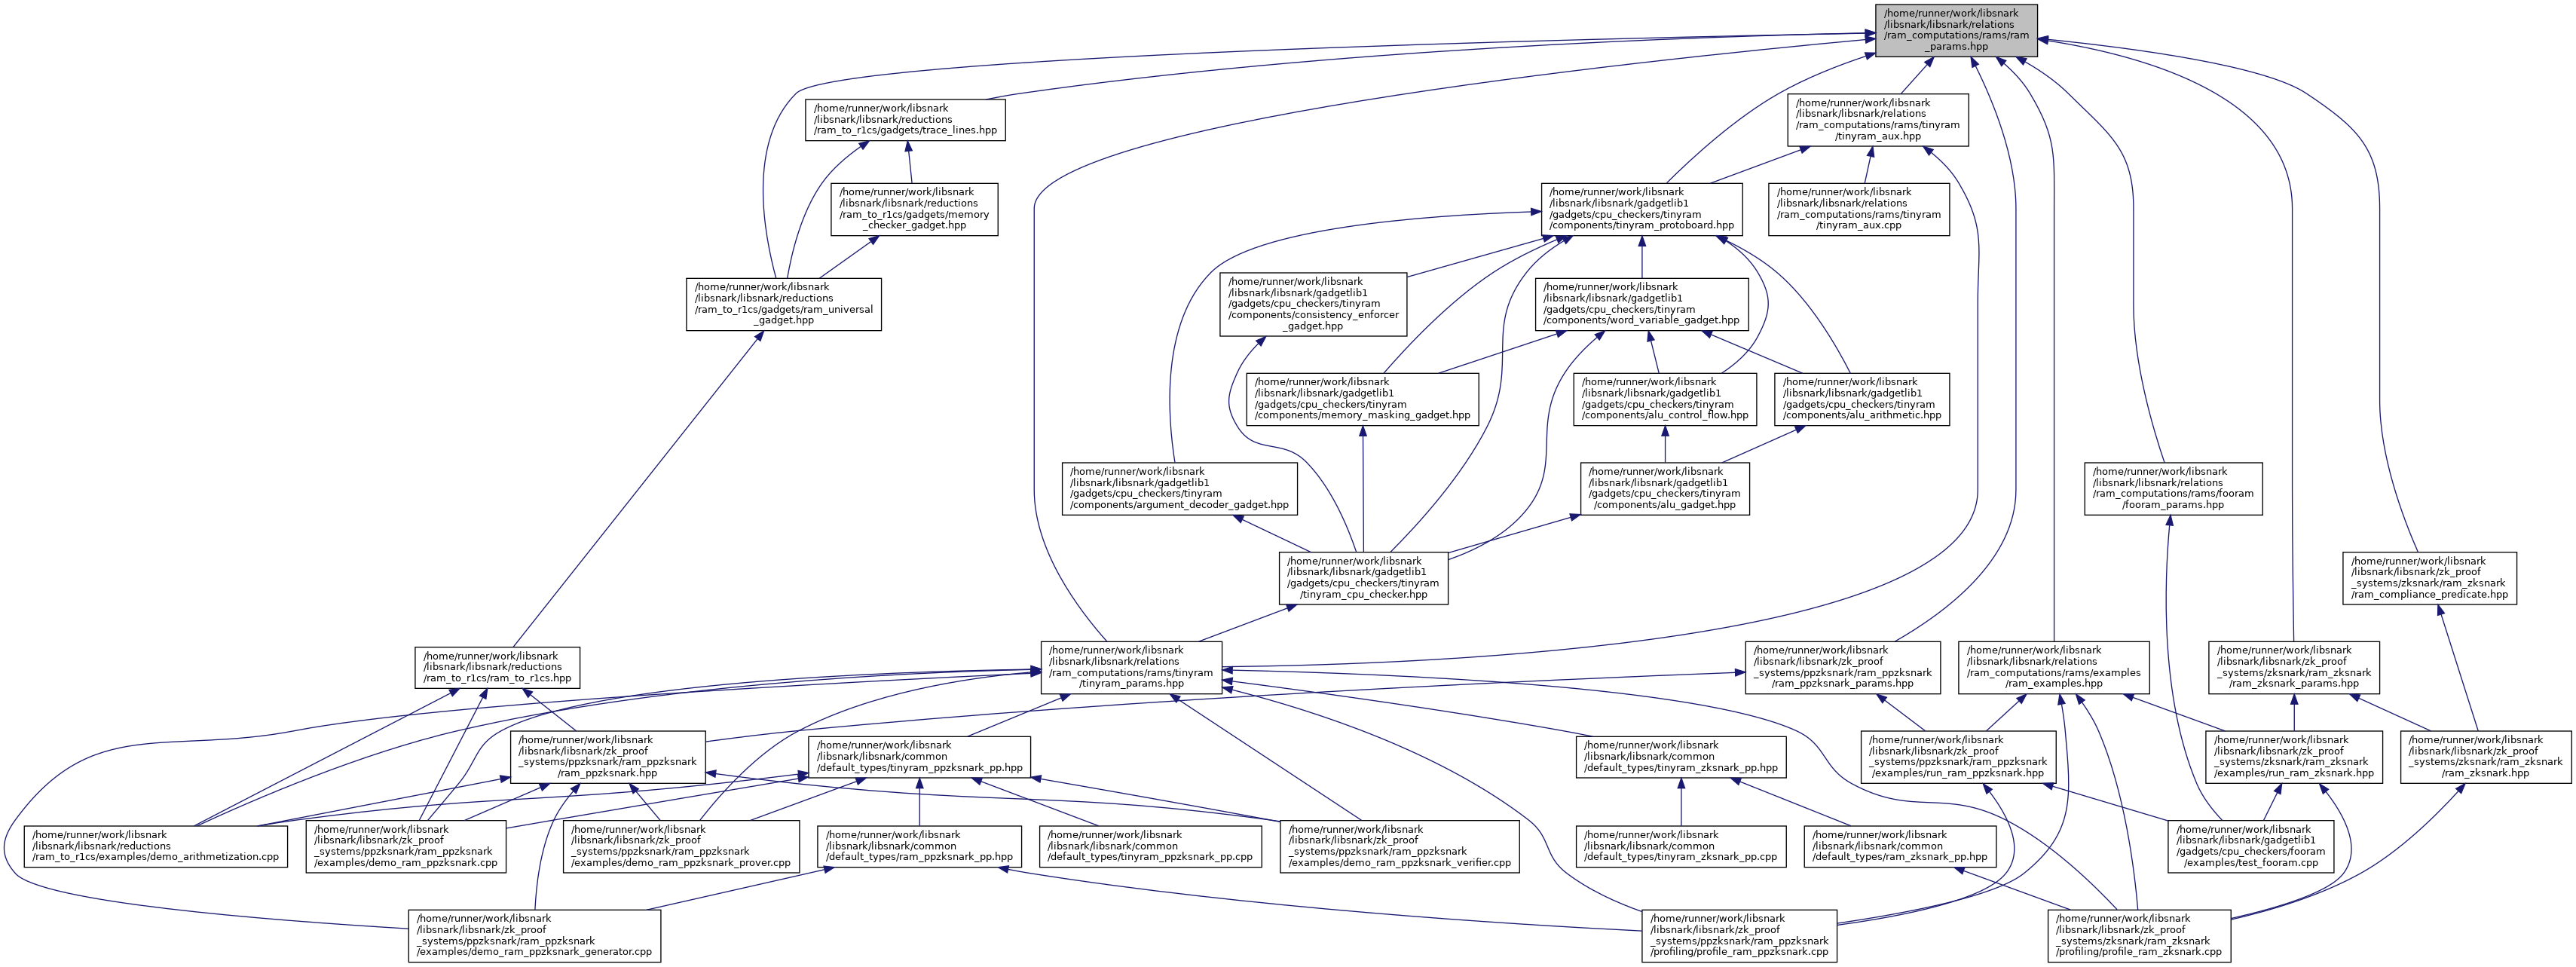 /home/runner/work/libsnark
/libsnark/libsnark/relations
/ram_computations/rams/ram
_params.hpp
/home/runner/work/libsnark
/libsnark/libsnark/reductions
/ram_to_r1cs/gadgets/trace_lines.hpp
/home/runner/work/libsnark
/libsnark/libsnark/relations
/ram_computations/rams/tinyram
/tinyram_aux.hpp
/home/runner/work/libsnark
/libsnark/libsnark/reductions
/ram_to_r1cs/gadgets/memory
_checker_gadget.hpp
/home/runner/work/libsnark
/libsnark/libsnark/gadgetlib1
/gadgets/cpu_checkers/tinyram
/components/tinyram_protoboard.hpp
/home/runner/work/libsnark
/libsnark/libsnark/relations
/ram_computations/rams/tinyram
/tinyram_aux.cpp
/home/runner/work/libsnark
/libsnark/libsnark/reductions
/ram_to_r1cs/gadgets/ram_universal
_gadget.hpp
/home/runner/work/libsnark
/libsnark/libsnark/gadgetlib1
/gadgets/cpu_checkers/tinyram
/components/consistency_enforcer
_gadget.hpp
/home/runner/work/libsnark
/libsnark/libsnark/gadgetlib1
/gadgets/cpu_checkers/tinyram
/components/word_variable_gadget.hpp
/home/runner/work/libsnark
/libsnark/libsnark/gadgetlib1
/gadgets/cpu_checkers/tinyram
/components/memory_masking_gadget.hpp
/home/runner/work/libsnark
/libsnark/libsnark/gadgetlib1
/gadgets/cpu_checkers/tinyram
/components/alu_control_flow.hpp
/home/runner/work/libsnark
/libsnark/libsnark/gadgetlib1
/gadgets/cpu_checkers/tinyram
/components/alu_arithmetic.hpp
/home/runner/work/libsnark
/libsnark/libsnark/gadgetlib1
/gadgets/cpu_checkers/tinyram
/components/argument_decoder_gadget.hpp
/home/runner/work/libsnark
/libsnark/libsnark/gadgetlib1
/gadgets/cpu_checkers/tinyram
/components/alu_gadget.hpp
/home/runner/work/libsnark
/libsnark/libsnark/relations
/ram_computations/rams/fooram
/fooram_params.hpp
/home/runner/work/libsnark
/libsnark/libsnark/gadgetlib1
/gadgets/cpu_checkers/tinyram
/tinyram_cpu_checker.hpp
/home/runner/work/libsnark
/libsnark/libsnark/zk_proof
_systems/zksnark/ram_zksnark
/ram_compliance_predicate.hpp
/home/runner/work/libsnark
/libsnark/libsnark/reductions
/ram_to_r1cs/ram_to_r1cs.hpp
/home/runner/work/libsnark
/libsnark/libsnark/relations
/ram_computations/rams/tinyram
/tinyram_params.hpp
/home/runner/work/libsnark
/libsnark/libsnark/zk_proof
_systems/ppzksnark/ram_ppzksnark
/ram_ppzksnark_params.hpp
/home/runner/work/libsnark
/libsnark/libsnark/relations
/ram_computations/rams/examples
/ram_examples.hpp
/home/runner/work/libsnark
/libsnark/libsnark/zk_proof
_systems/zksnark/ram_zksnark
/ram_zksnark_params.hpp
/home/runner/work/libsnark
/libsnark/libsnark/zk_proof
_systems/ppzksnark/ram_ppzksnark
/ram_ppzksnark.hpp
/home/runner/work/libsnark
/libsnark/libsnark/common
/default_types/tinyram_ppzksnark_pp.hpp
/home/runner/work/libsnark
/libsnark/libsnark/common
/default_types/tinyram_zksnark_pp.hpp
/home/runner/work/libsnark
/libsnark/libsnark/zk_proof
_systems/ppzksnark/ram_ppzksnark
/examples/run_ram_ppzksnark.hpp
/home/runner/work/libsnark
/libsnark/libsnark/zk_proof
_systems/zksnark/ram_zksnark
/examples/run_ram_zksnark.hpp
/home/runner/work/libsnark
/libsnark/libsnark/zk_proof
_systems/zksnark/ram_zksnark
/ram_zksnark.hpp
/home/runner/work/libsnark
/libsnark/libsnark/reductions
/ram_to_r1cs/examples/demo_arithmetization.cpp
/home/runner/work/libsnark
/libsnark/libsnark/zk_proof
_systems/ppzksnark/ram_ppzksnark
/examples/demo_ram_ppzksnark.cpp
/home/runner/work/libsnark
/libsnark/libsnark/zk_proof
_systems/ppzksnark/ram_ppzksnark
/examples/demo_ram_ppzksnark_prover.cpp
/home/runner/work/libsnark
/libsnark/libsnark/common
/default_types/ram_ppzksnark_pp.hpp
/home/runner/work/libsnark
/libsnark/libsnark/common
/default_types/tinyram_ppzksnark_pp.cpp
/home/runner/work/libsnark
/libsnark/libsnark/zk_proof
_systems/ppzksnark/ram_ppzksnark
/examples/demo_ram_ppzksnark_verifier.cpp
/home/runner/work/libsnark
/libsnark/libsnark/common
/default_types/tinyram_zksnark_pp.cpp
/home/runner/work/libsnark
/libsnark/libsnark/common
/default_types/ram_zksnark_pp.hpp
/home/runner/work/libsnark
/libsnark/libsnark/gadgetlib1
/gadgets/cpu_checkers/fooram
/examples/test_fooram.cpp
/home/runner/work/libsnark
/libsnark/libsnark/zk_proof
_systems/ppzksnark/ram_ppzksnark
/examples/demo_ram_ppzksnark_generator.cpp
/home/runner/work/libsnark
/libsnark/libsnark/zk_proof
_systems/ppzksnark/ram_ppzksnark
/profiling/profile_ram_ppzksnark.cpp
/home/runner/work/libsnark
/libsnark/libsnark/zk_proof
_systems/zksnark/ram_zksnark
/profiling/profile_ram_zksnark.cpp